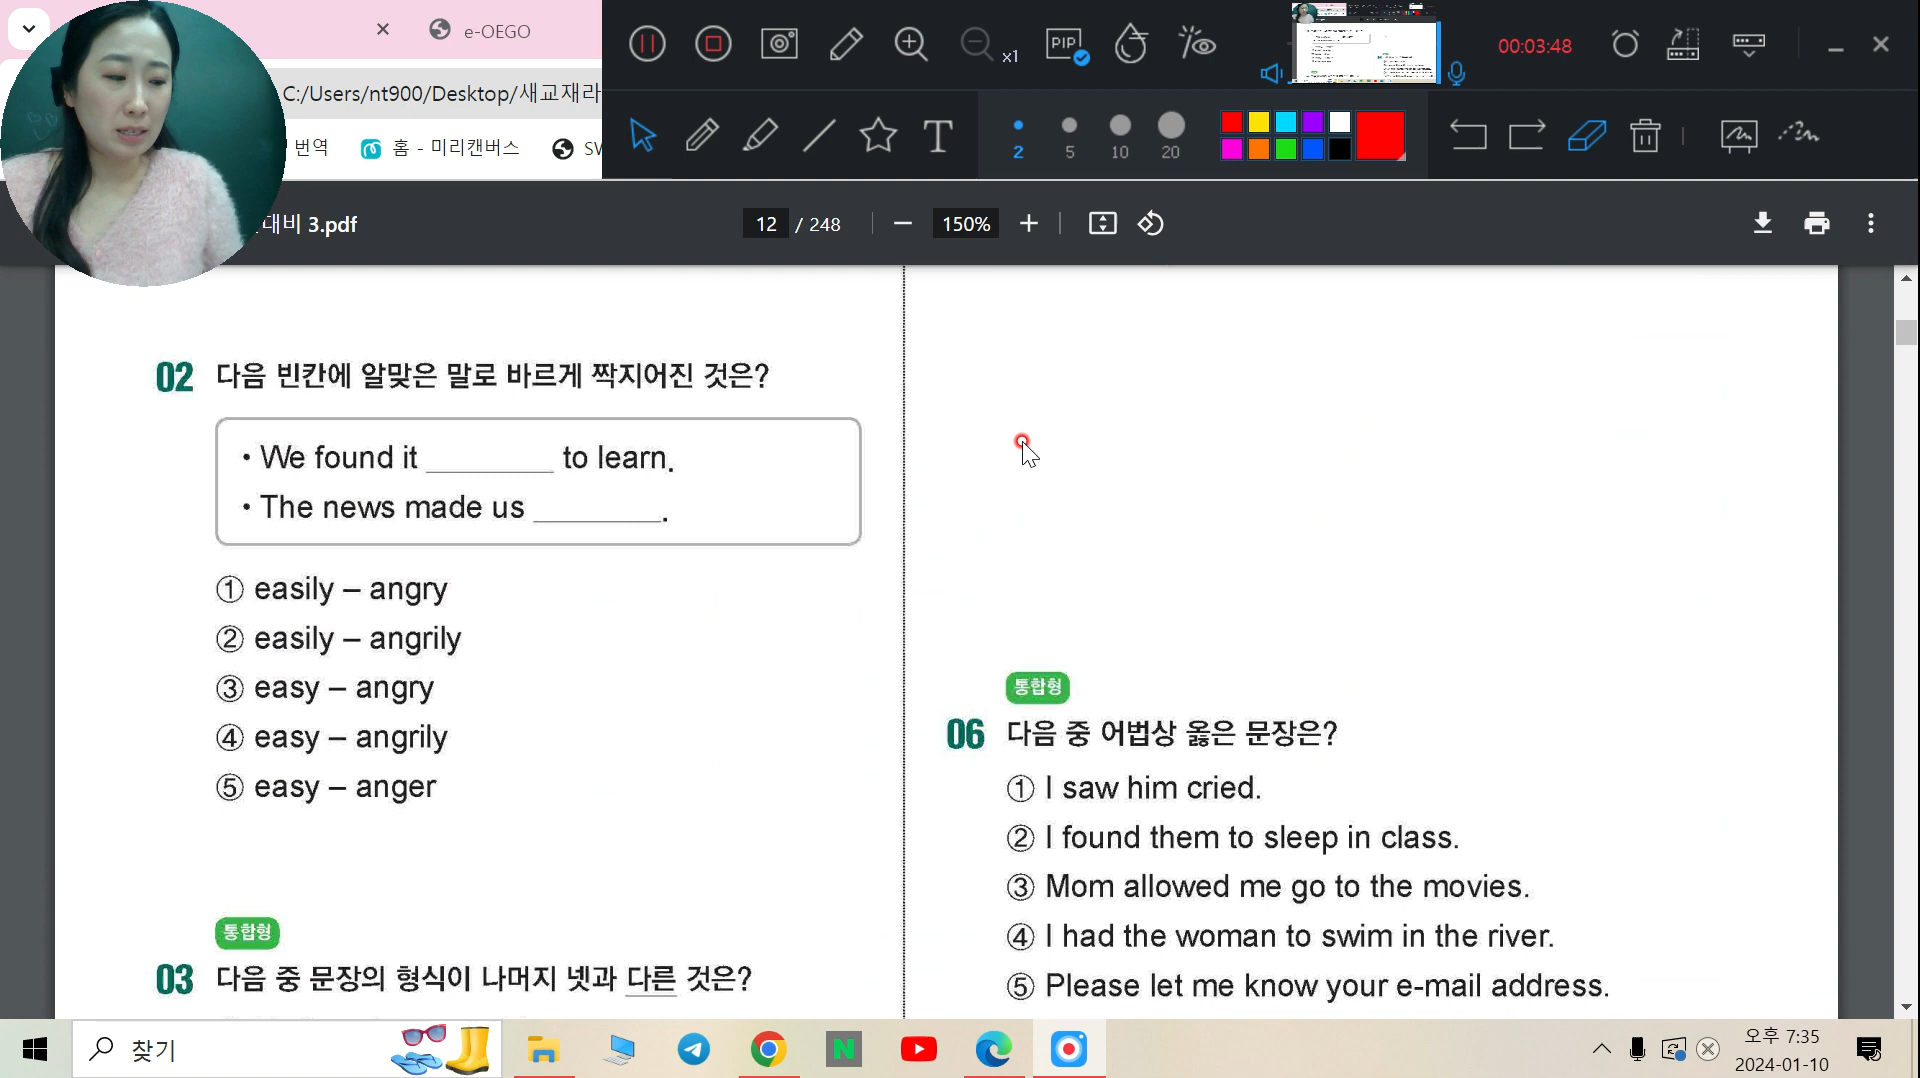 e-OEGO
C:/Users/nt900/Desktop/새교재라
번역
홈 - 미리캔버스
x1
PIP
00:03:48
T
2
5
10
20
대비 3.pdf
12 / 248
150%
02 다음 빈칸에 알맞은 말로 바르게 짝지어진 것은?
• We found it ________ to learn.
• The news made us ________.
① easily – angry
② easily – angrily
③ easy – angry
④ easy – angrily
⑤ easy – anger
통합형
03 다음 중 문장의 형식이 나머지 넷과 다른 것은?
통합형
06 다음 중 어법상 옳은 문장은?
① I saw him cried.
② I found them to sleep in class.
③ Mom allowed me go to the movies.
④ I had the woman to swim in the river.
⑤ Please let me know your e-mail address.
찾기
N
오후 7:35
2024-01-10